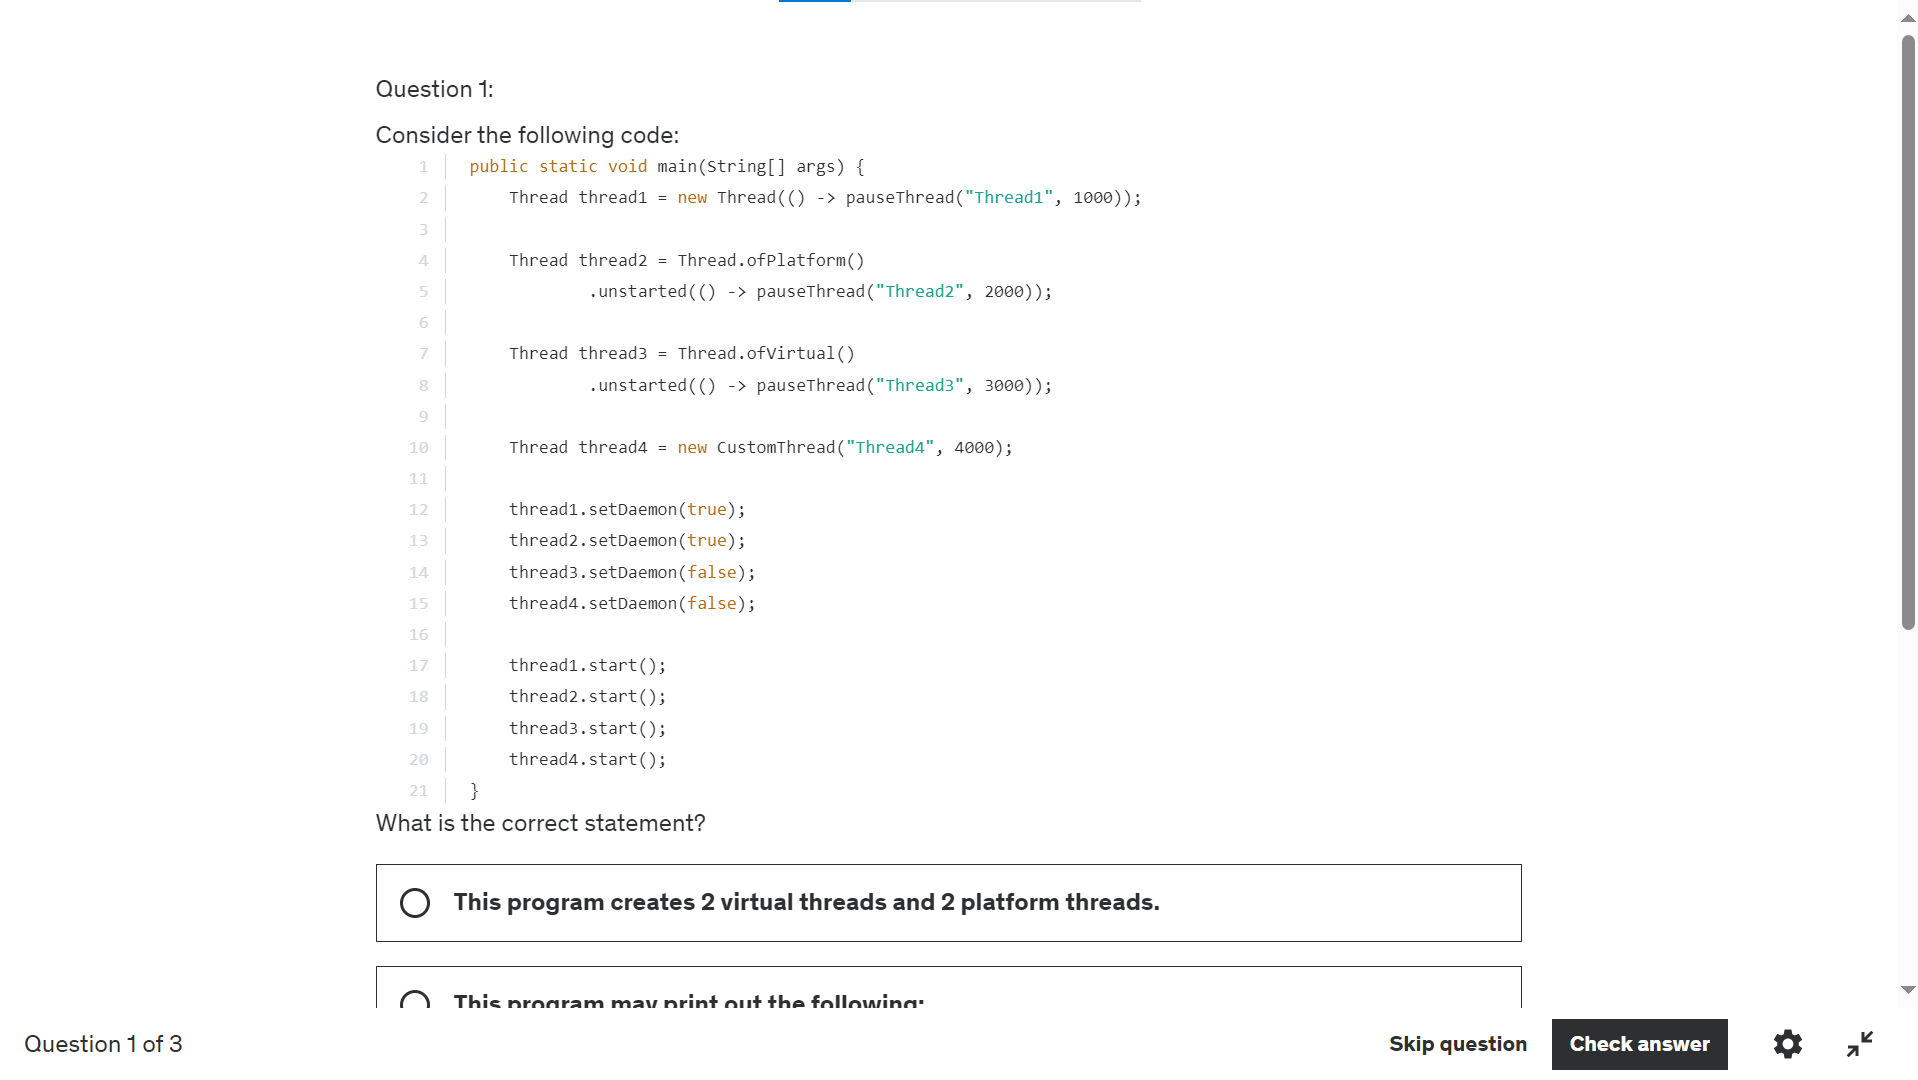 Question 1:
Consider the following code:
1 public static void main(String[] args) {
2     Thread thread1 = new Thread(() -> pauseThread("Thread1", 1000));
3
4     Thread thread2 = Thread.ofPlatform()
5             .unstarted(() -> pauseThread("Thread2", 2000));
6
7     Thread thread3 = Thread.ofVirtual()
8             .unstarted(() -> pauseThread("Thread3", 3000));
9
10     Thread thread4 = new CustomThread("Thread4", 4000);
11
12     thread1.setDaemon(true);
13     thread2.setDaemon(true);
14     thread3.setDaemon(false);
15     thread4.setDaemon(false);
16
17     thread1.start();
18     thread2.start();
19     thread3.start();
20     thread4.start();
21 }
What is the correct statement?
This program creates 2 virtual threads and 2 platform threads.
This program may print out the following:
Question 1 of 3
Skip question
Check answer